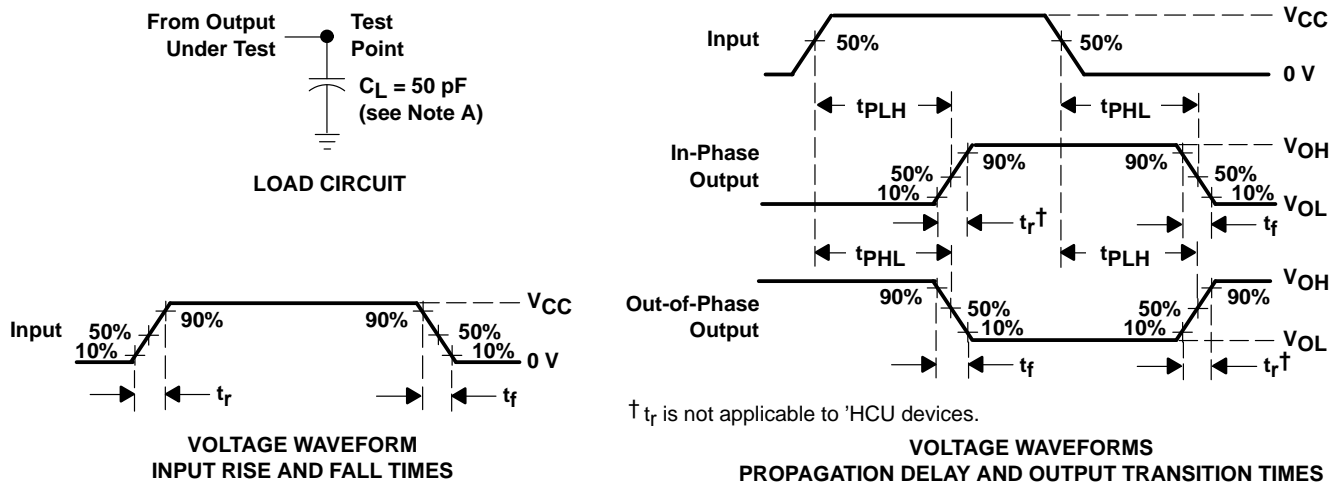 From Output
Under Test
Test
Point
CL = 50 pF
(see Note A)
LOAD CIRCUIT
Input
VCC
50%
50%
0 V
tPLH
tPHL
In-Phase
Output
VOH
90%
90%
50%
50%
10%
10%
VOL
tr†
tf
tPHL
tPLH
Out-of-Phase
Output
VOH
90%
90%
50%
50%
10%
10%
VOL
tf
tr†
† tr is not applicable to ’HCU devices.
VOLTAGE WAVEFORMS
PROPAGATION DELAY AND OUTPUT TRANSITION TIMES
Input
VCC
90%
90%
50%
50%
10%
10%
0 V
tr
tf
VOLTAGE WAVEFORM
INPUT RISE AND FALL TIMES